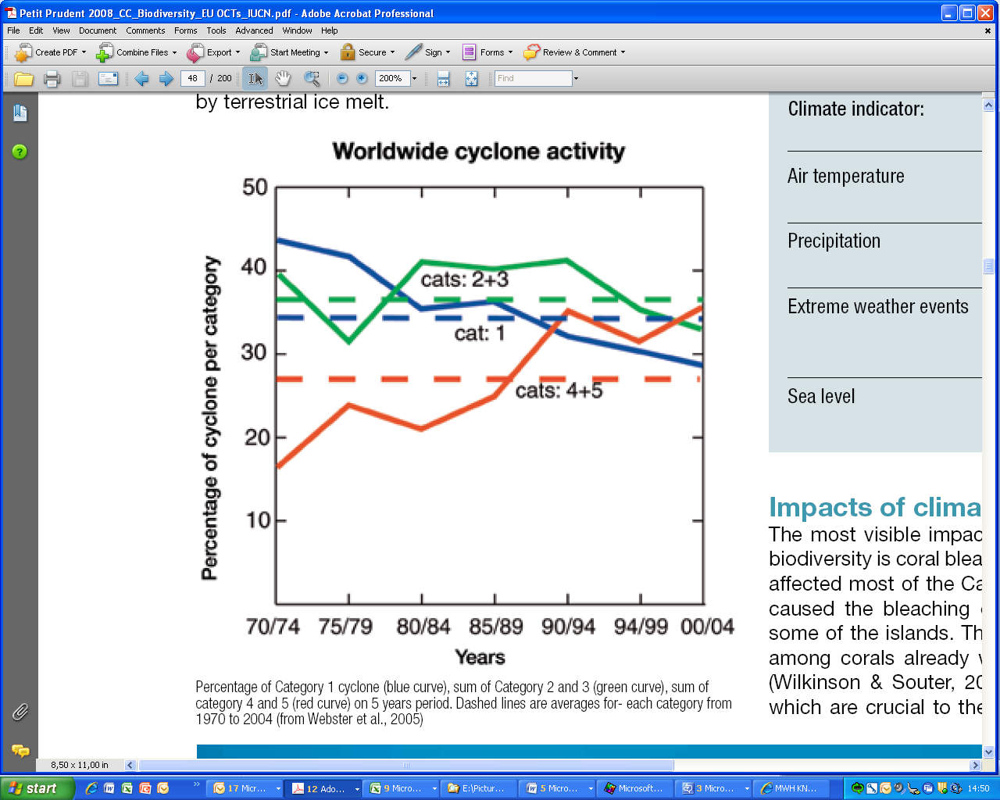 Petit Prudent 2008_CC_Biodiversity_EU OCTs_IUCN.pdf - Adobe Acrobat Professional
File Edit View Document Comments Forms Tools Advanced Window Help
Create PDF Combine Files Export Start Meeting Secure Sign Forms Review & Comment
48 / 200 200% Find
by terrestrial ice melt.
Worldwide cyclone activity
50
40
30
20
10
Percentage of cyclone per category
cats: 2+3
cat: 1
cats: 4+5
70/74 75/79 80/84 85/89 90/94 94/99 00/04
Years
Percentage of Category 1 cyclone (blue curve), sum of Category 2 and 3 (green curve), sum of
category 4 and 5 (red curve) on 5 years period. Dashed lines are averages for- each category from
1970 to 2004 (from Webster et al., 2005)
Climate indicator:
Air temperature
Precipitation
Extreme weather events
Sea level
Impacts of clima
The most visible impac
biodiversity is coral blea
affected most of the Ca
caused the bleaching
some of the islands. Th
among corals already
(Wilkinson & Souter, 20
which are crucial to the
8,50 x 11,00 in
start 17 Micr... 12 Ado... 9 Micro... E:\Pictur... 5 Micro... Microsoft... 3 Micro... MWH KN... 14:50